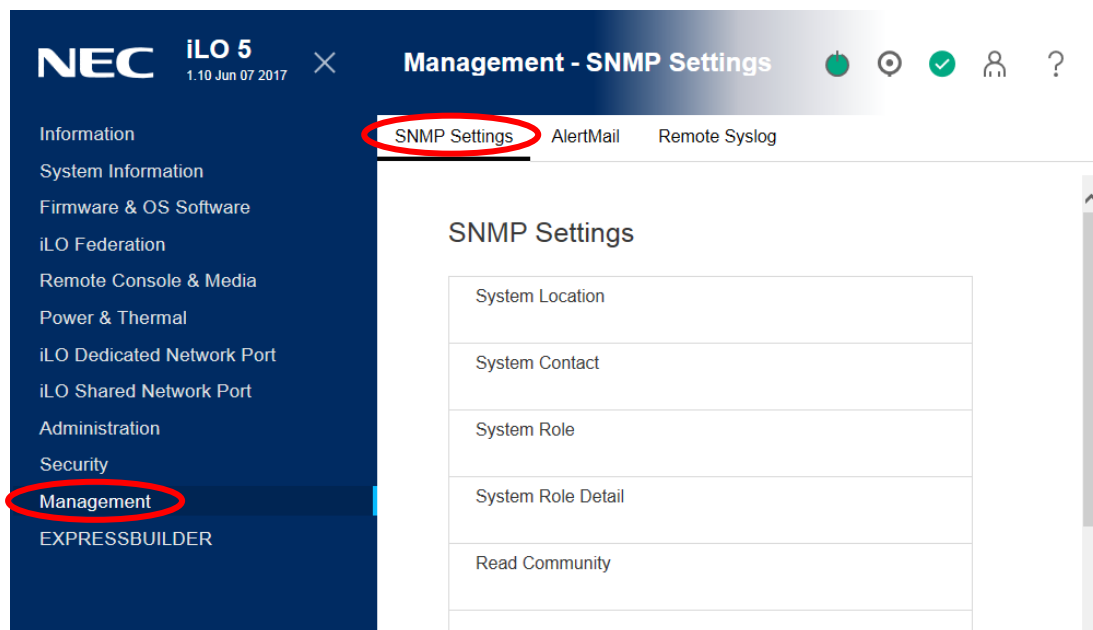 NEC
iLO 5
1.10 Jun 07 2017
Management - SNMP Settings
?
Information
System Information
Firmware & OS Software
iLO Federation
Remote Console & Media
Power & Thermal
iLO Dedicated Network Port
iLO Shared Network Port
Administration
Security
Management
EXPRESSBUILDER
SNMP Settings AlertMail Remote Syslog
SNMP Settings
System Location
System Contact
System Role
System Role Detail
Read Community